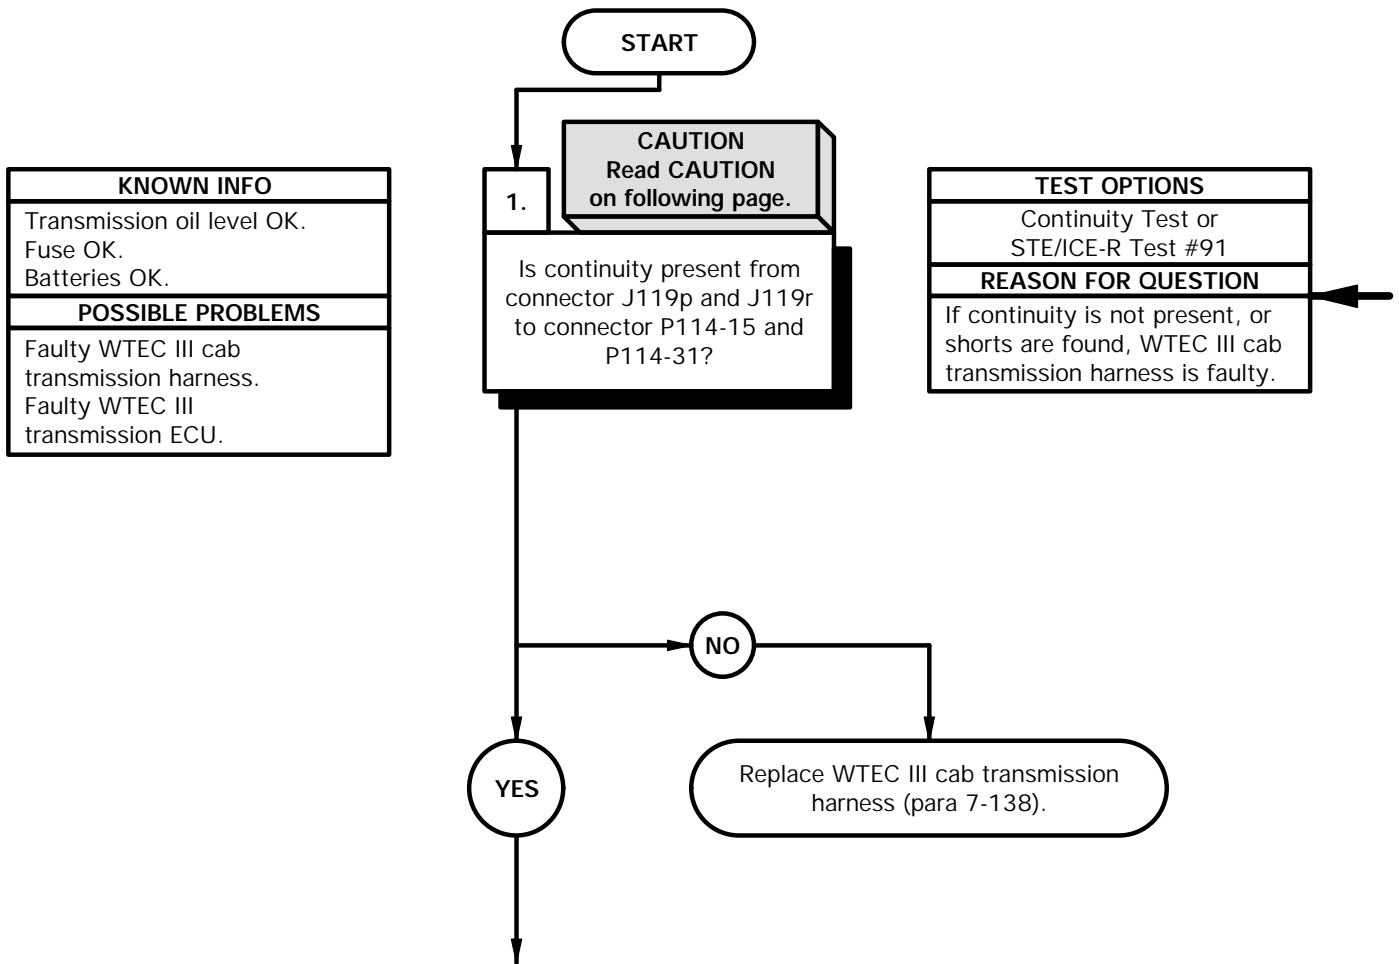 START
CAUTION
Read CAUTION
on following page.
KNOWN INFO
Transmission oil level OK.
Fuse OK.
Batteries OK.
POSSIBLE PROBLEMS
Faulty WTEC III cab
transmission harness.
Faulty WTEC III
transmission ECU.
1.
Is continuity present from
connector J119p and J119r
to connector P114-15 and
P114-31?
TEST OPTIONS
Continuity Test or
STE/ICE-R Test #91
REASON FOR QUESTION
If continuity is not present, or
shorts are found, WTEC III cab
transmission harness is faulty.
NO
YES
Replace WTEC III cab transmission
harness (para 7-138).